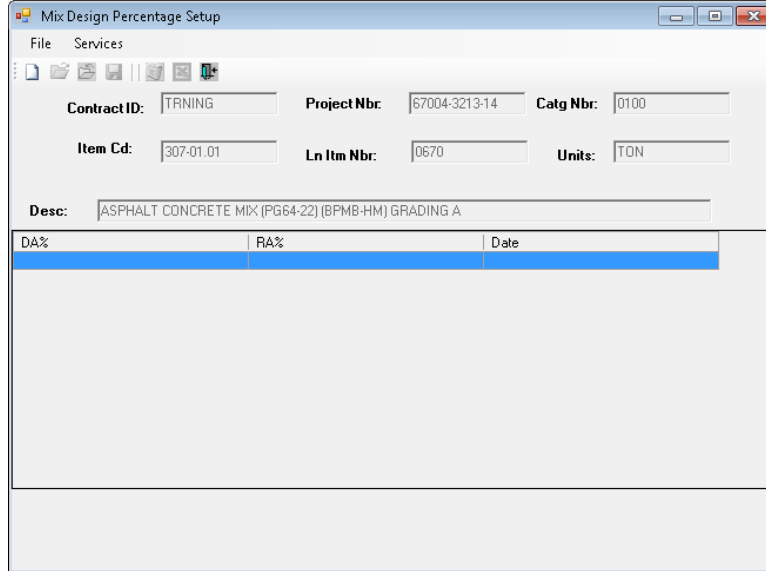 Mix Design Percentage Setup
File Services
Contract ID: TRNING Project Nbr: 67004-3213-14 Catg Nbr: 0100
Item Cd: 307-01.01 Ln Itm Nbr: 0670 Units: TON
Desc: ASPHALT CONCRETE MIX (PG64-22) (BPMB-HM) GRADING A
DA% RA% Date